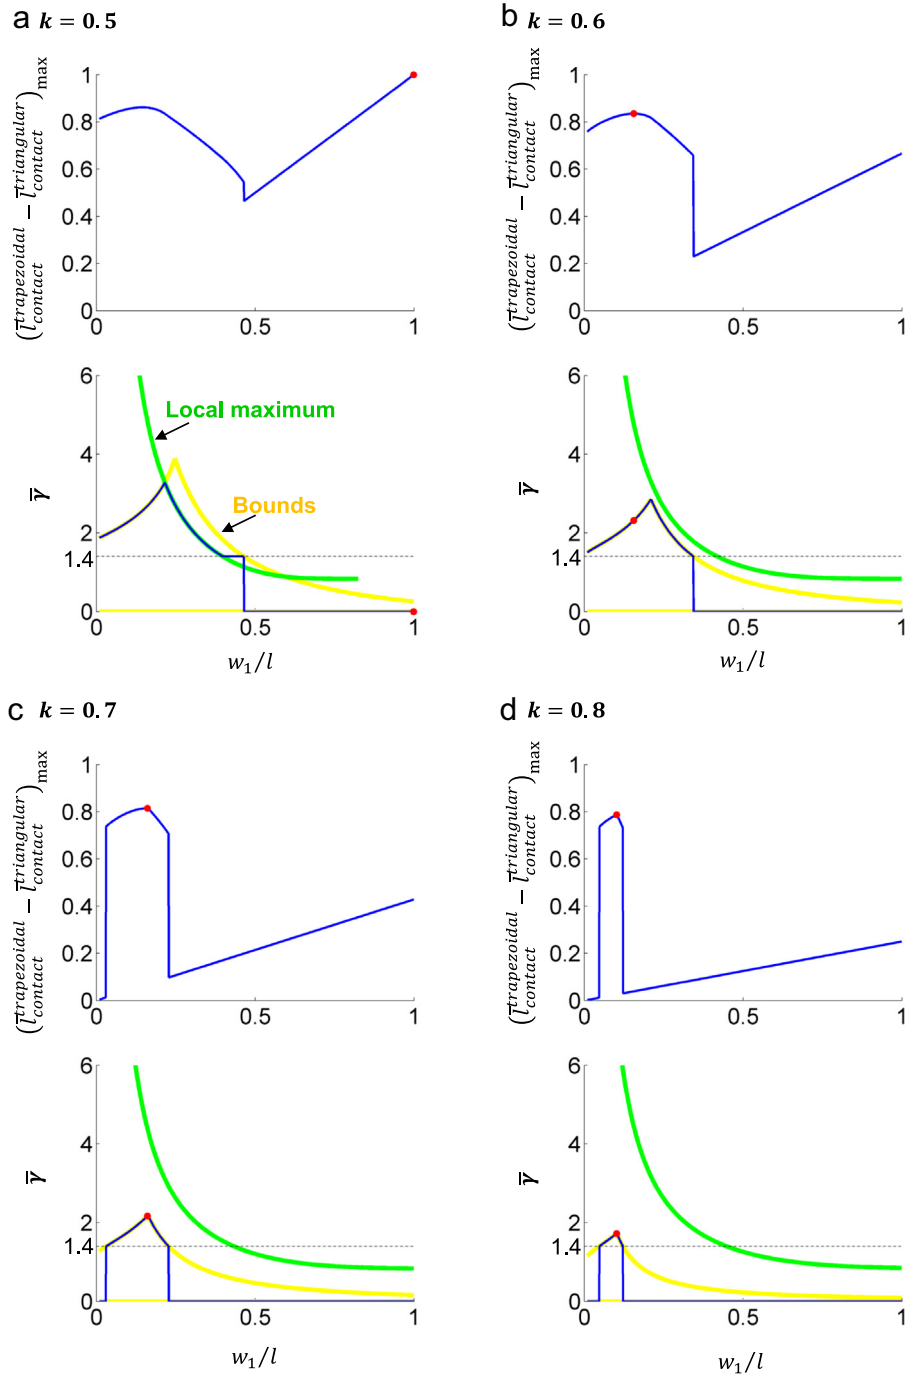 a k = 0.5
(l̅ trapezoidal contact − l̅ triangular contact)max
1
0.8
0.6
0.4
0.2
0
0 0.5 1
6
4
2
1.4
0
γ̅
Local maximum
Bounds
0 0.5 1
w₁/l
b k = 0.6
(l̅ trapezoidal contact − l̅ triangular contact)max
1
0.8
0.6
0.4
0.2
0
0 0.5 1
6
4
2
1.4
0
γ̅
0 0.5 1
w₁/l
c k = 0.7
(l̅ trapezoidal contact − l̅ triangular contact)max
1
0.8
0.6
0.4
0.2
0
0 0.5 1
6
4
2
1.4
0
γ̅
0 0.5 1
w₁/l
d k = 0.8
(l̅ trapezoidal contact − l̅ triangular contact)max
1
0.8
0.6
0.4
0.2
0
0 0.5 1
6
4
2
1.4
0
γ̅
0 0.5 1
w₁/l